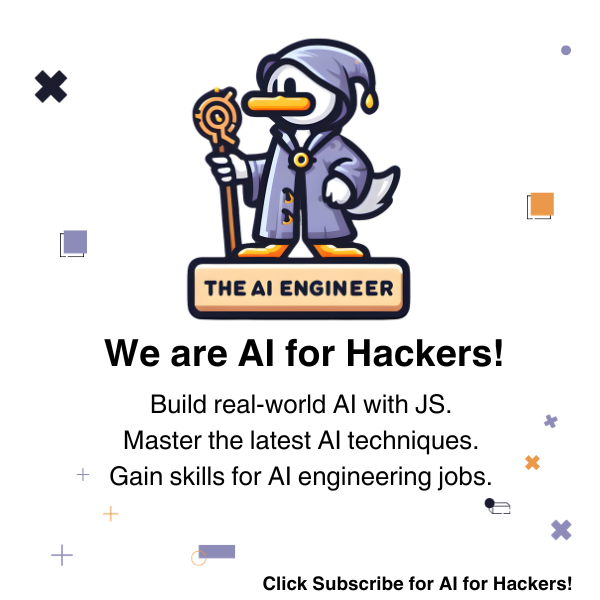 THE AI ENGINEER
We are AI for Hackers!
Build real-world AI with JS.
Master the latest AI techniques.
Gain skills for AI engineering jobs.
Click Subscribe for AI for Hackers!